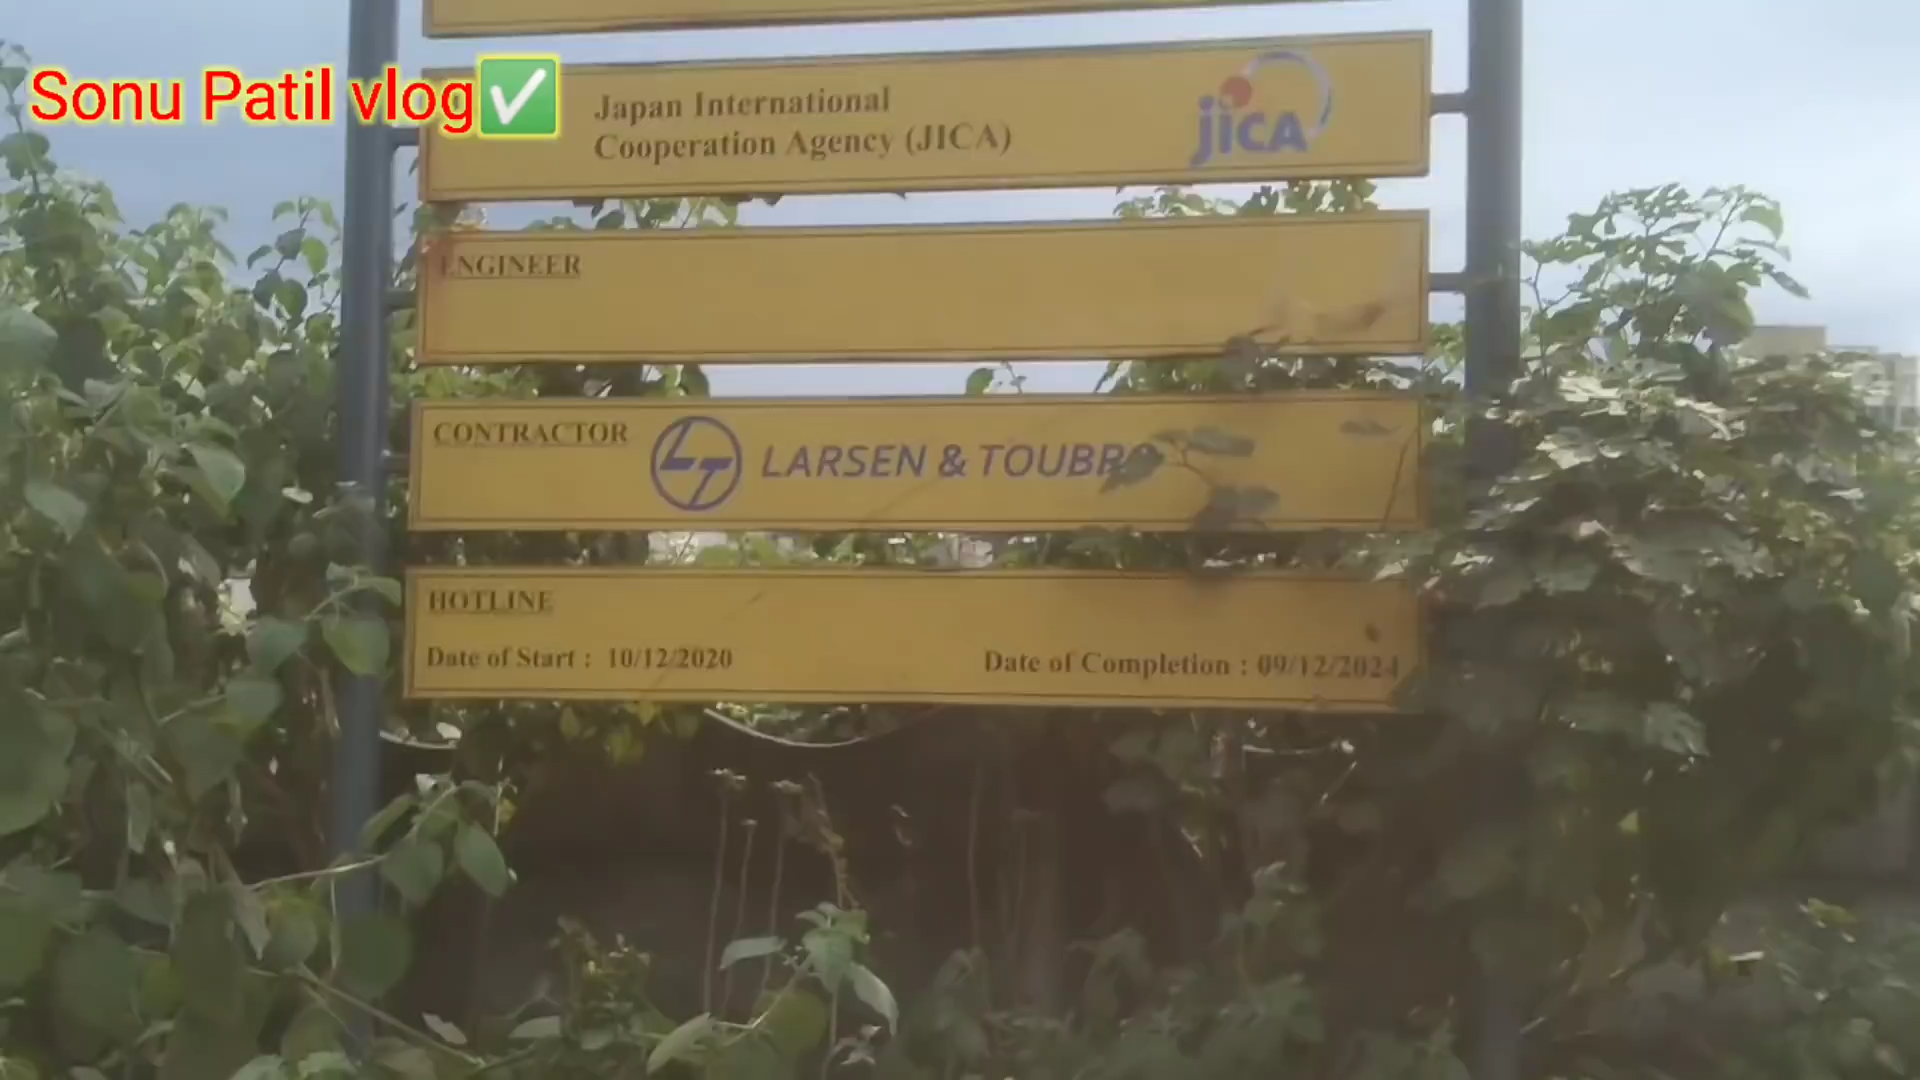 Sonu Patil vlog✅
Japan International
Cooperation Agency (JICA)
jiCA
ENGINEER
CONTRACTOR
LT LARSEN & TOUBRO
HOTLINE
Date of Start : 10/12/2020
Date of Completion : 09/12/2024